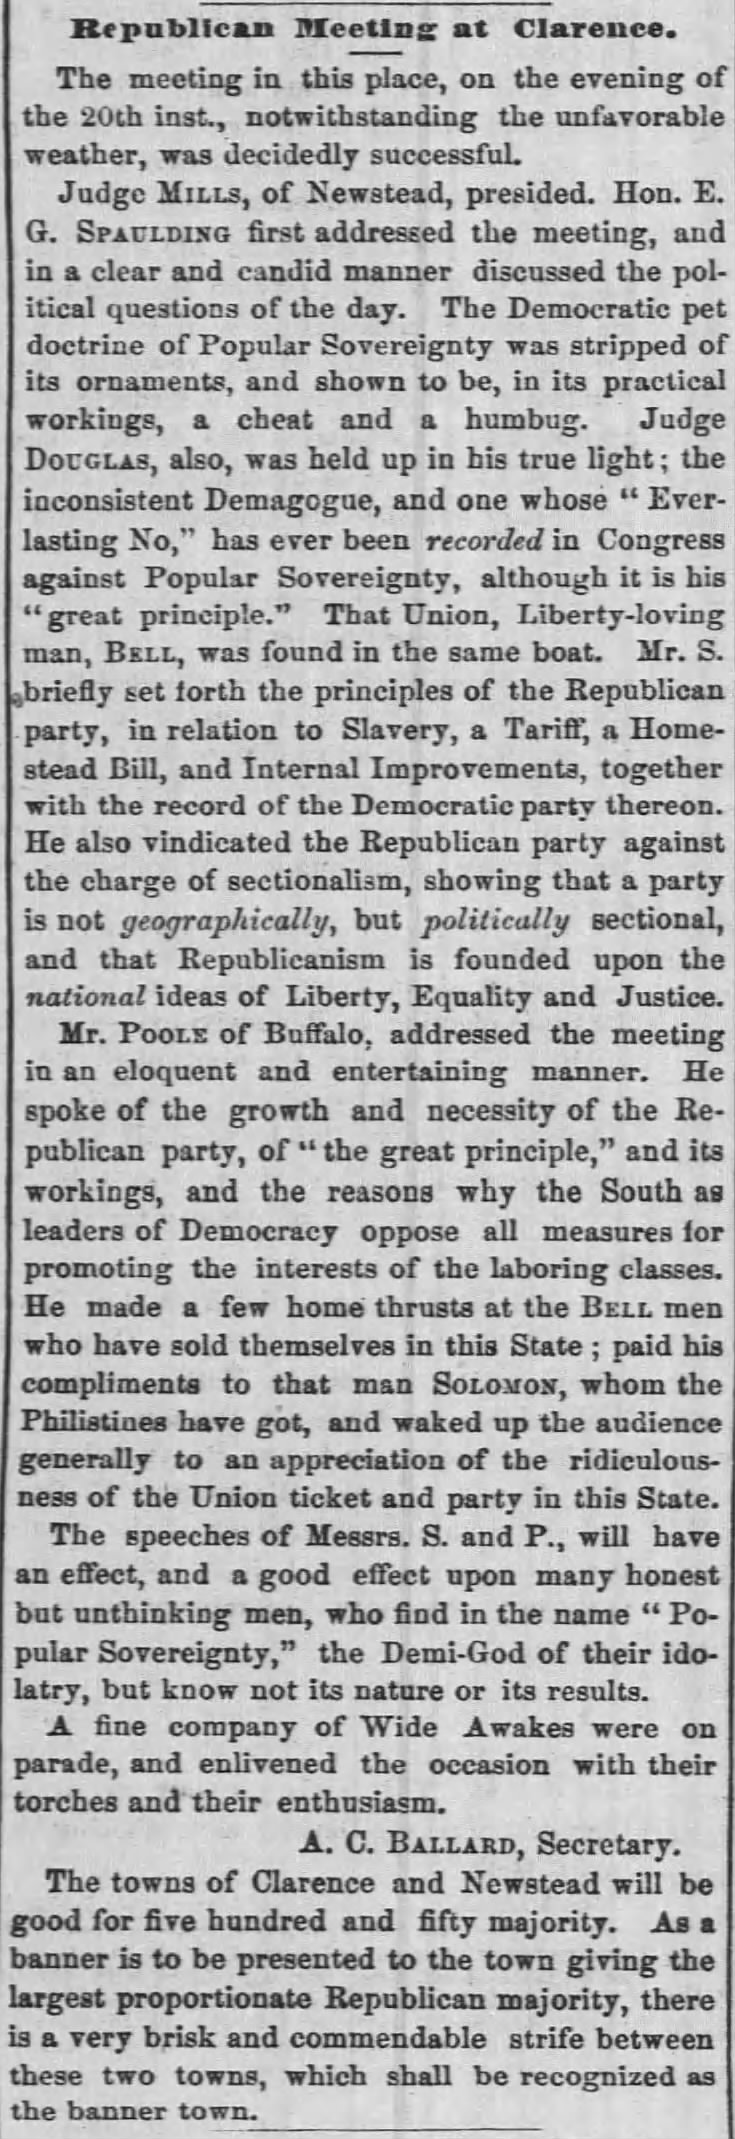 Republican Meeting at Clarence.
The meeting in this place, on the evening of
the 20th inst., notwithstanding the unfavorable
weather, was decidedly successful.
Judge MILLS, of Newstead, presided. Hon. E.
G. SPAULDING first addressed the meeting, and
in a clear and candid manner discussed the pol-
itical questions of the day. The Democratic pet
doctrine of Popular Sovereignty was stripped of
its ornaments, and shown to be, in its practical
workings, a cheat and a humbug. Judge
DOUGLAS, also, was held up in his true light; the
inconsistent Demagogue, and one whose “ Ever-
lasting No,” has ever been recorded in Congress
against Popular Sovereignty, although it is his
“great principle.” That Union, Liberty-loving
man, BELL, was found in the same boat. Mr. S.
briefly set forth the principles of the Republican
party, in relation to Slavery, a Tariff, a Home-
stead Bill, and Internal Improvements, together
with the record of the Democratic party thereon.
He also vindicated the Republican party against
the charge of sectionalism, showing that a party
is not geographically, but politically sectional,
and that Republicanism is founded upon the
national ideas of Liberty, Equality and Justice.
Mr. POOLE of Buffalo, addressed the meeting
in an eloquent and entertaining manner. He
spoke of the growth and necessity of the Re-
publican party, of “ the great principle,” and its
workings, and the reasons why the South as
leaders of Democracy oppose all measures for
promoting the interests of the laboring classes.
He made a few home thrusts at the BELL men
who have sold themselves in this State ; paid his
compliments to that man SOLOMON, whom the
Philistines have got, and waked up the audience
generally to an appreciation of the ridiculous-
ness of the Union ticket and party in this State.
The speeches of Messrs. S. and P., will have
an effect, and a good effect upon many honest
but unthinking men, who find in the name “ Po-
pular Sovereignty,” the Demi-God of their ido-
latry, but know not its nature or its results.
A fine company of Wide Awakes were on
parade, and enlivened the occasion with their
torches and their enthusiasm.
A. C. BALLARD, Secretary.
The towns of Clarence and Newstead will be
good for five hundred and fifty majority. As a
banner is to be presented to the town giving the
largest proportionate Republican majority, there
is a very brisk and commendable strife between
these two towns, which shall be recognized as
the banner town.